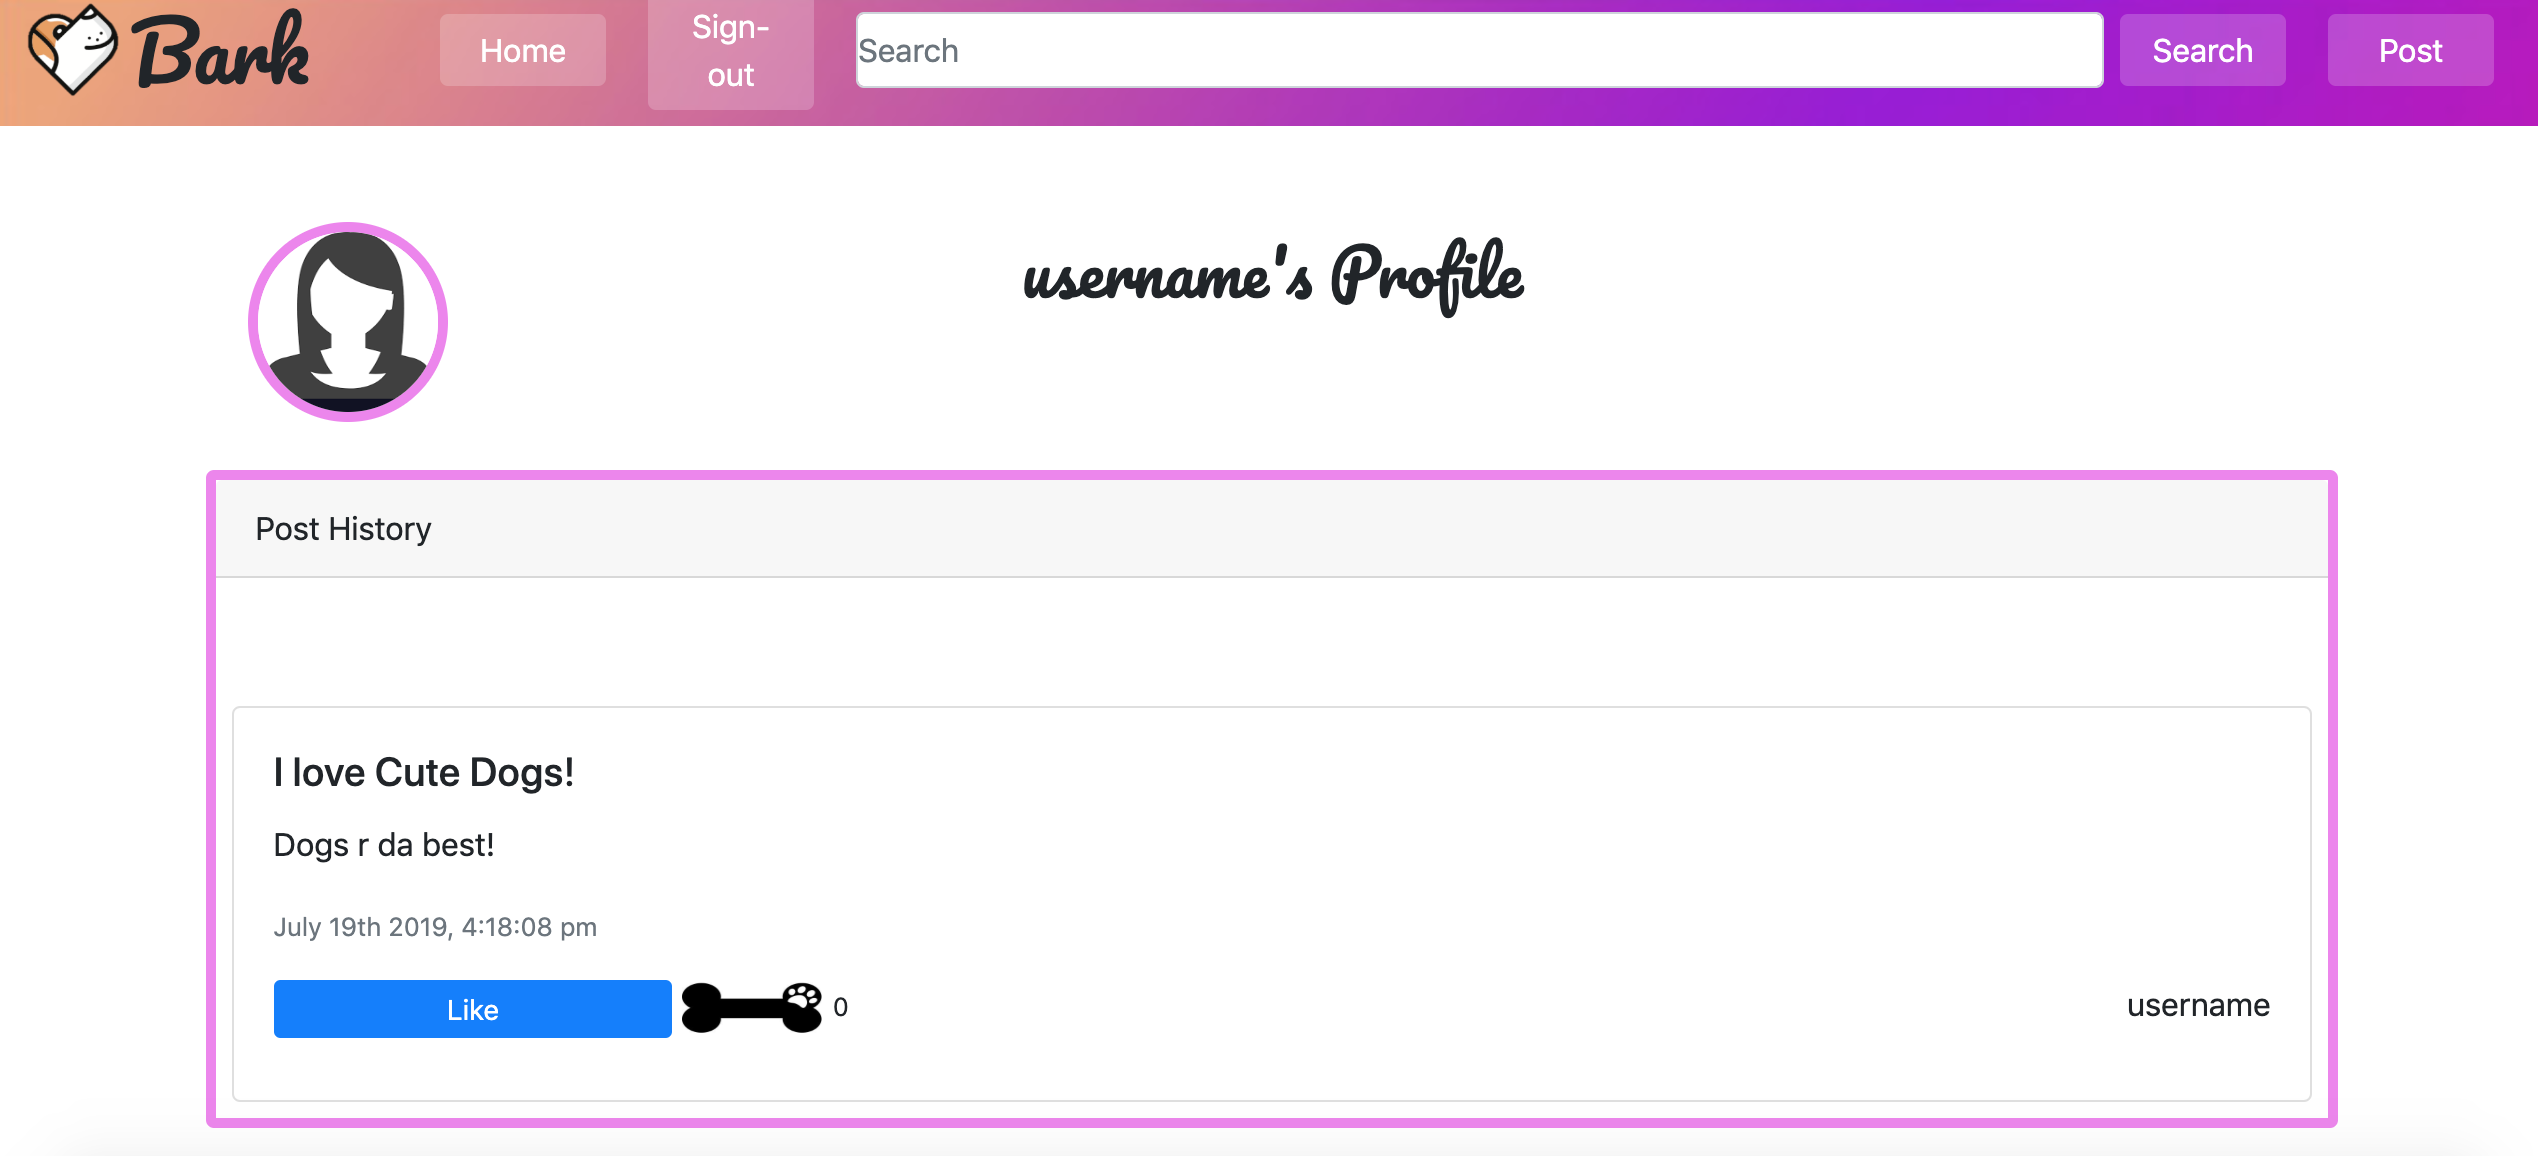 Bark
Home
Sign-
out
Search
Search
Post
username's Profile
Post History
I love Cute Dogs!
Dogs r da best!
July 19th 2019, 4:18:08 pm
Like
0
username